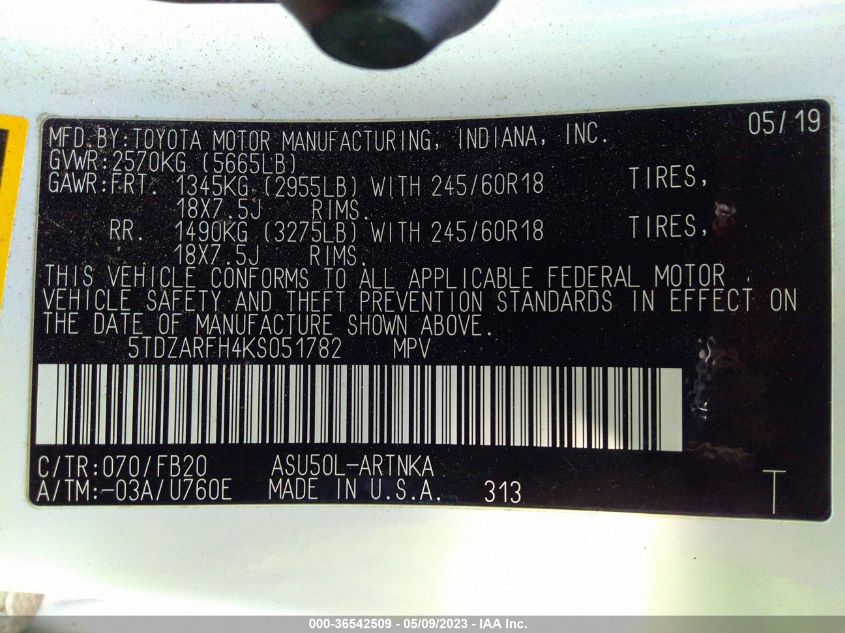 MFD.BY:TOYOTA MOTOR MANUFACTURING, INDIANA, INC. 05/19
GVWR:2570KG (5665LB)
GAWR:FRT. 1345KG (2955LB) WITH 245/60R18 TIRES,
18X7.5J RIMS.
RR. 1490KG (3275LB) WITH 245/60R18 TIRES,
18X7.5J RIMS.
THIS VEHICLE CONFORMS TO ALL APPLICABLE FEDERAL MOTOR
VEHICLE SAFETY AND THEFT PREVENTION STANDARDS IN EFFECT ON
THE DATE OF MANUFACTURE SHOWN ABOVE.
5TDZARFH4KS051782 MPV
C/TR:070/FB20 ASU50L-ARTNKA
A/TM:-03A/U760E MADE IN U.S.A. 313 T
000-36542509 - 05/09/2023 - IAA Inc.